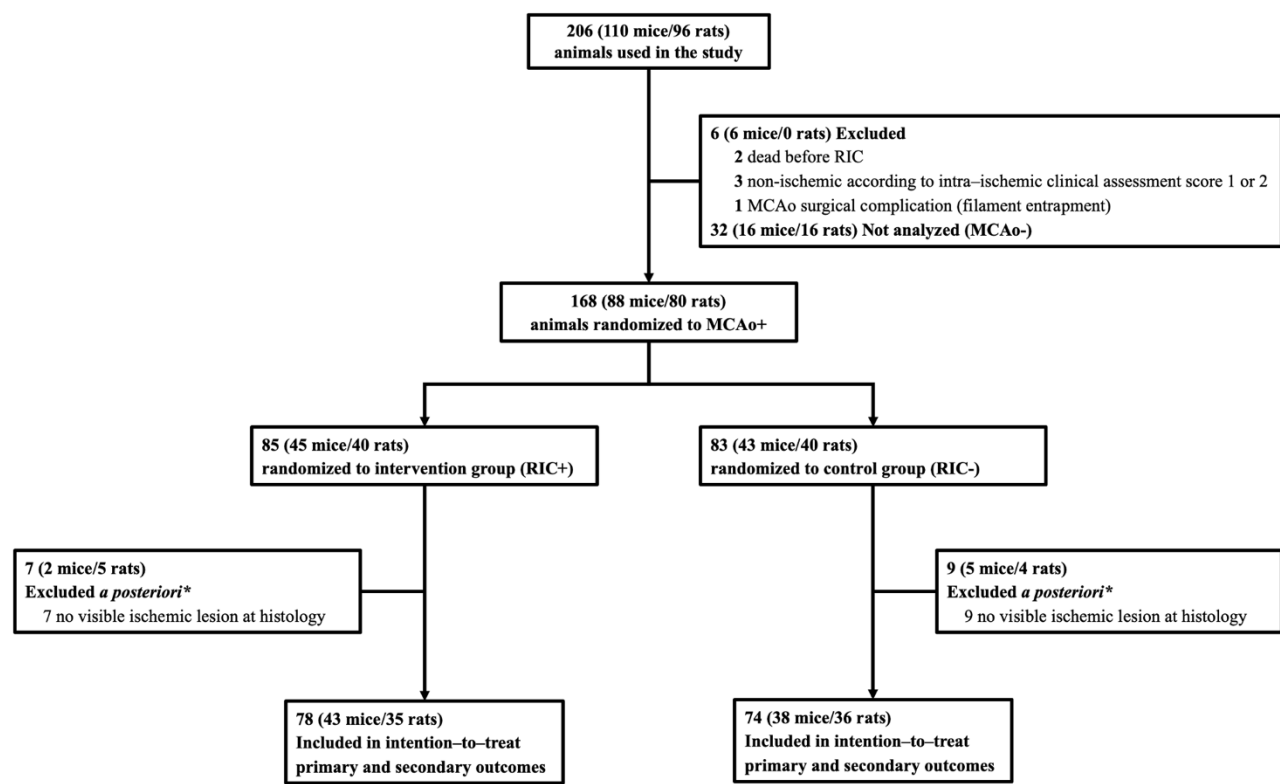 206 (110 mice/96 rats)
animals used in the study
6 (6 mice/0 rats) Excluded
2 dead before RIC
3 non-ischemic according to intra–ischemic clinical assessment score 1 or 2
1 MCAo surgical complication (filament entrapment)
32 (16 mice/16 rats) Not analyzed (MCAo-)
168 (88 mice/80 rats)
animals randomized to MCAo+
85 (45 mice/40 rats)
randomized to intervention group (RIC+)
83 (43 mice/40 rats)
randomized to control group (RIC-)
7 (2 mice/5 rats)
Excluded a posteriori*
7 no visible ischemic lesion at histology
9 (5 mice/4 rats)
Excluded a posteriori*
9 no visible ischemic lesion at histology
78 (43 mice/35 rats)
Included in intention–to–treat
primary and secondary outcomes
74 (38 mice/36 rats)
Included in intention–to–treat
primary and secondary outcomes